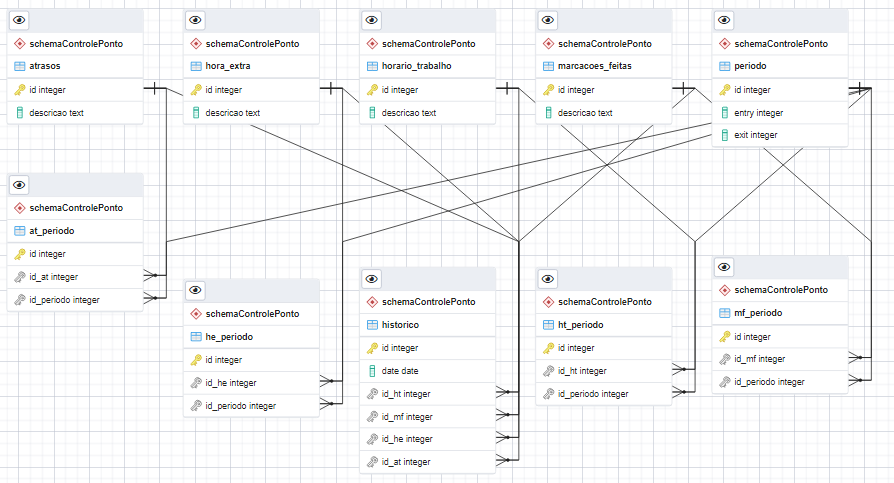 schemaControlePonto
atrasos
id integer
descricao text
schemaControlePonto
hora_extra
id integer
descricao text
schemaControlePonto
horario_trabalho
id integer
descricao text
schemaControlePonto
marcacoes_feitas
id integer
descricao text
schemaControlePonto
periodo
id integer
entry integer
exit integer
schemaControlePonto
at_periodo
id integer
id_at integer
id_periodo integer
schemaControlePonto
he_periodo
id integer
id_he integer
id_periodo integer
schemaControlePonto
historico
id integer
date date
id_ht integer
id_mf integer
id_he integer
id_at integer
schemaControlePonto
ht_periodo
id integer
id_ht integer
id_periodo integer
schemaControlePonto
mf_periodo
id integer
id_mf integer
id_periodo integer